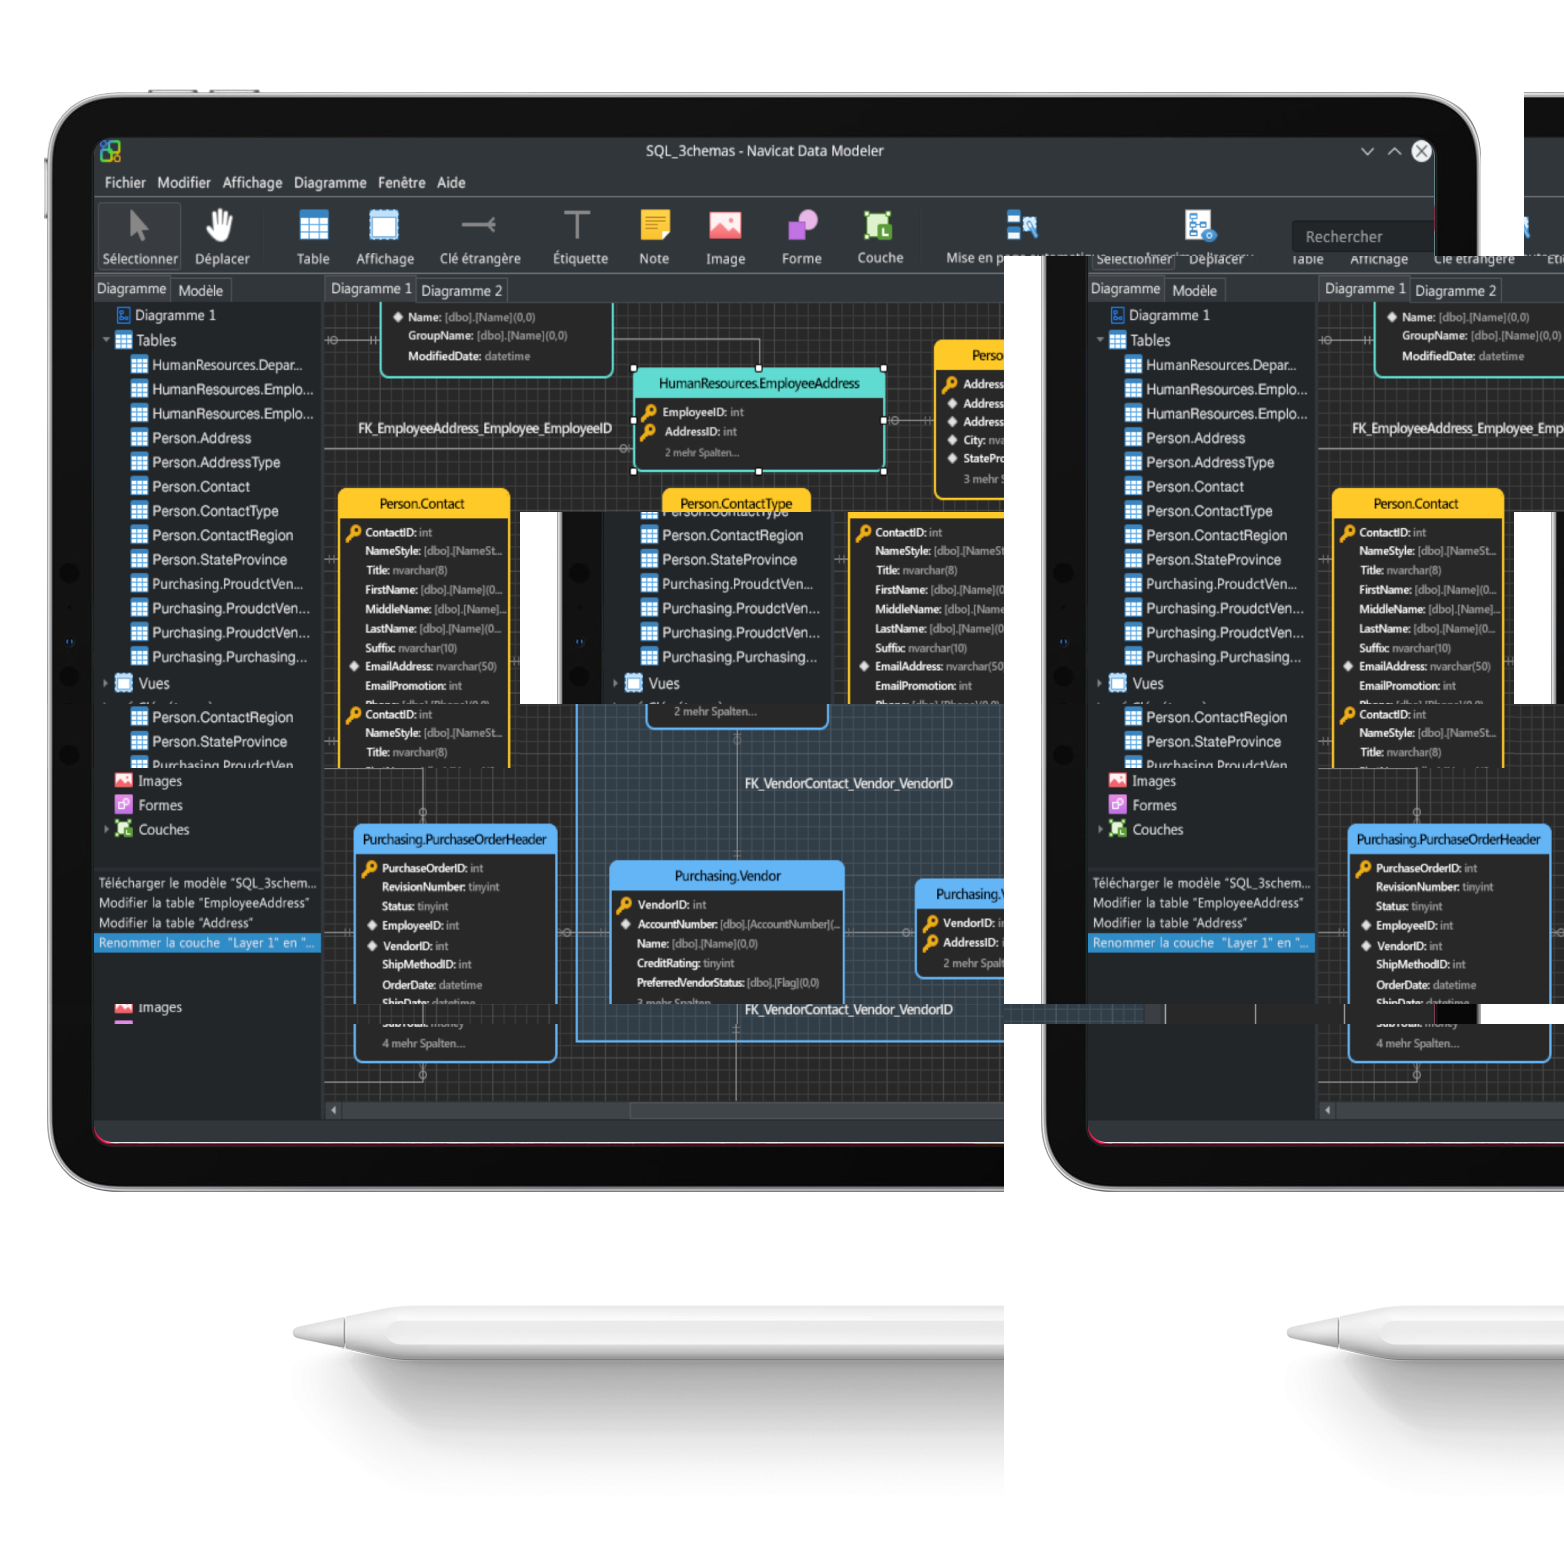 SQL_3chemas - Navicat Data Modeler
Fichier Modifier Affichage Diagramme Fenêtre Aide
Rechercher
Sélectionner Déplacer Table Affichage Clé étrangère Étiquette Note Image Forme Couche Mise en
Sélectionner Déplacer Table Affichage Clé étrangère
Diagramme Modèle Diagramme 1 Diagramme 2
Diagramme 1
Tables
HumanResources.Depar...
HumanResources.Emplo...
HumanResources.Emplo...
Person.Address
Person.AddressType
Person.Contact
Person.ContactType
Person.ContactRegion
Person.StateProvince
Purchasing.ProudctVen...
Purchasing.ProudctVen...
Purchasing.ProudctVen...
Purchasing.Purchasing...
Vues
Person.ContactRegion
Person.StateProvince
Purchasing.ProudctVen
Images
Formes
Couches
Télécharger le modèle "SQL_3schem...
Modifier la table "EmployeeAddress"
Modifier la table "Address"
Renommer la couche "Layer 1" en "...
Images
Name: [dbo].[Name](0,0)
GroupName: [dbo].[Name](0,0)
ModifiedDate: datetime
HumanResources.EmployeeAddress
EmployeeID: int
AddressID: int
2 mehr Spalten...
FK_EmployeeAddress_Employee_EmployeeID
Perso
Address
Address
Address
City: nva
StatePro
3 mehr S
Person.Contact
ContactID: int
NameStyle: [dbo].[NameSt...
Title: nvarchar(8)
FirstName: [dbo].[Name](0...
MiddleName: [dbo].[Name]...
LastName: [dbo].[Name](0...
Suffix: nvarchar(10)
EmailAddress: nvarchar(50)
EmailPromotion: int
ContactID: int
NameStyle: [dbo].[NameSt...
Title: nvarchar(8)
Person.ContactType
Person.ContactType
Person.ContactRegion
Person.StateProvince
Purchasing.ProudctVen...
Purchasing.ProudctVen...
Purchasing.ProudctVen...
Purchasing.Purchasing...
Vues
ContactID: int
NameStyle: [dbo].[NameSt
Title: nvarchar(8)
FirstName: [dbo].[Name](0
MiddleName: [dbo].[Name
LastName: [dbo].[Name](0
Suffix: nvarchar(10)
EmailAddress: nvarchar(50
EmailPromotion: int
2 mehr Spalten...
FK_VendorContact_Vendor_VendorID
Purchasing.PurchaseOrderHeader
PurchaseOrderID: int
RevisionNumber: tinyint
Status: tinyint
EmployeeID: int
VendorID: int
ShipMethodID: int
OrderDate: datetime
ShipDate: datetime
SubTotal: money
4 mehr Spalten...
Purchasing.Vendor
VendorID: int
AccountNumber: [dbo].[AccountNumber](...
Name: [dbo].[Name](0,0)
CreditRating: tinyint
PreferredVendorStatus: [dbo].[Flag](0,0)
3 mehr Spalten
FK_VendorContact_Vendor_VendorID
Purchasing.V
VendorID: i
AddressID:
2 mehr Spalt
Diagramme Modèle Diagramme 1 Diagramme 2
Diagramme 1
Tables
HumanResources.Depar...
HumanResources.Emplo...
HumanResources.Emplo...
Person.Address
Person.AddressType
Person.Contact
Person.ContactType
Person.ContactRegion
Person.StateProvince
Purchasing.ProudctVen...
Purchasing.ProudctVen...
Purchasing.ProudctVen...
Purchasing.Purchasing...
Vues
Person.ContactRegion
Person.StateProvince
Purchasing.ProudctVen
Images
Formes
Couches
Télécharger le modèle "SQL_3schem...
Modifier la table "EmployeeAddress"
Modifier la table "Address"
Renommer la couche "Layer 1" en "...
Name: [dbo].[Name](0,0)
GroupName: [dbo].[Name]
ModifiedDate: datetime
FK_EmployeeAddress_Employee_Emp
Person.Contact
ContactID: int
NameStyle: [dbo].[NameSt...
Title: nvarchar(8)
FirstName: [dbo].[Name](0...
MiddleName: [dbo].[Name]...
LastName: [dbo].[Name](0...
Suffix: nvarchar(10)
EmailAddress: nvarchar(50)
EmailPromotion: int
ContactID: int
NameStyle: [dbo].[NameSt...
Title: nvarchar(8)
Purchasing.PurchaseOrderHeader
PurchaseOrderID: int
RevisionNumber: tinyint
Status: tinyint
EmployeeID: int
VendorID: int
ShipMethodID: int
OrderDate: datetime
ShipDate: datetime
SubTotal: money
4 mehr Spalten...